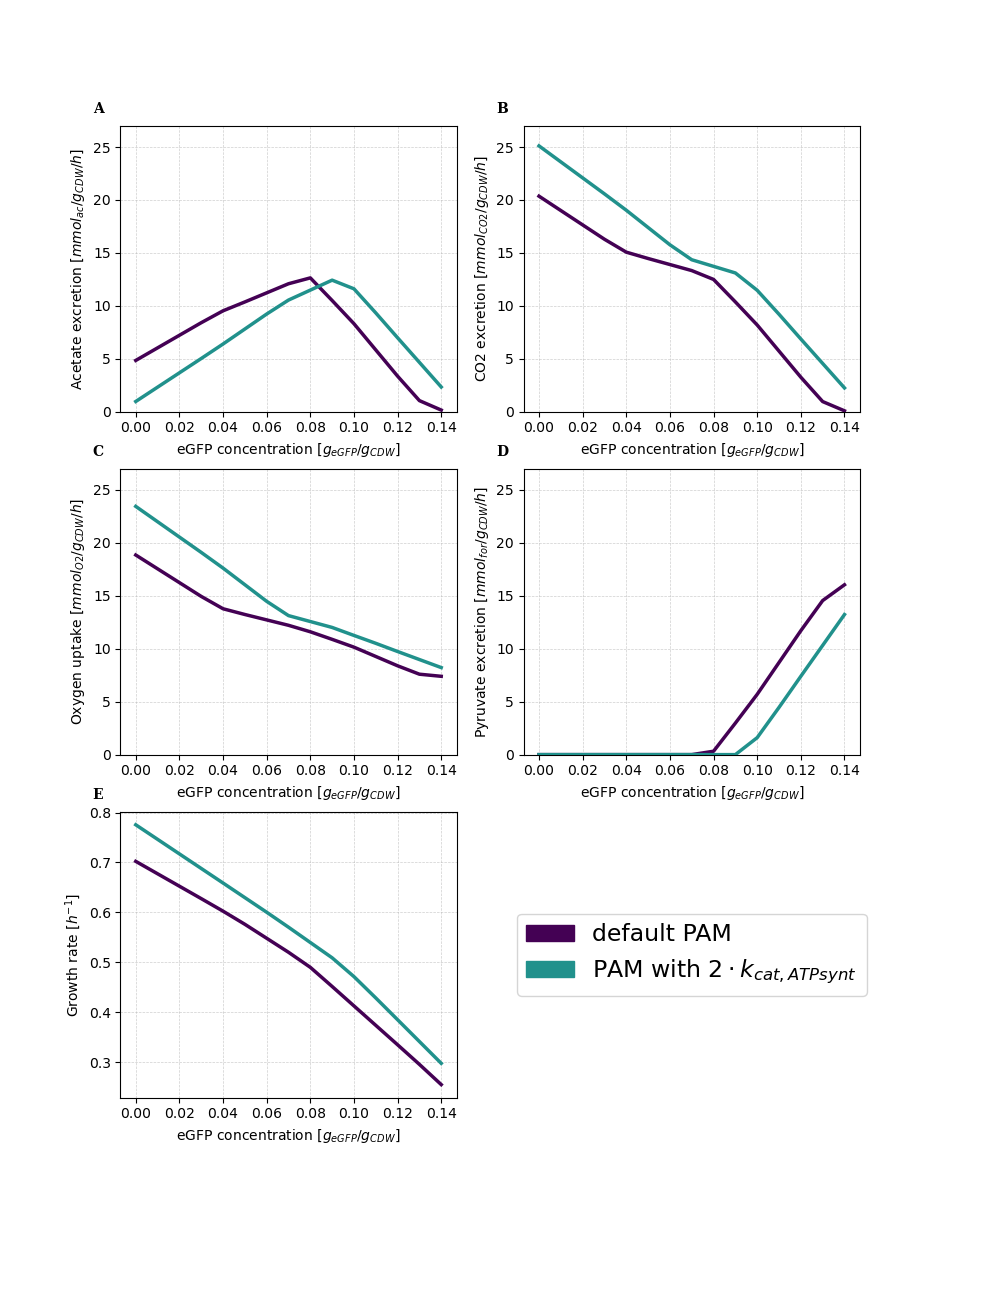 A
Acetate excretion [mmol_ac/g_CDW/h]
25
20
15
10
5
0
0.00 0.02 0.04 0.06 0.08 0.10 0.12 0.14
eGFP concentration [g_eGFP/g_CDW]
B
CO2 excretion [mmol_CO2/g_CDW/h]
25
20
15
10
5
0
0.00 0.02 0.04 0.06 0.08 0.10 0.12 0.14
eGFP concentration [g_eGFP/g_CDW]
C
Oxygen uptake [mmol_O2/g_CDW/h]
25
20
15
10
5
0
0.00 0.02 0.04 0.06 0.08 0.10 0.12 0.14
eGFP concentration [g_eGFP/g_CDW]
D
Pyruvate excretion [mmol_for/g_CDW/h]
25
20
15
10
5
0
0.00 0.02 0.04 0.06 0.08 0.10 0.12 0.14
eGFP concentration [g_eGFP/g_CDW]
E
Growth rate [h⁻¹]
0.8
0.7
0.6
0.5
0.4
0.3
0.00 0.02 0.04 0.06 0.08 0.10 0.12 0.14
eGFP concentration [g_eGFP/g_CDW]
default PAM
PAM with 2 · k_cat, ATPsynt